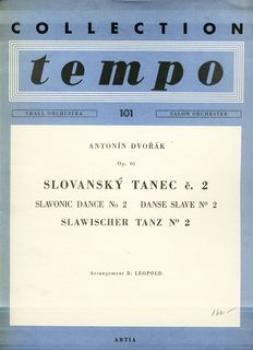 COLLECTION
tempo
SMALL ORCHESTRA 101 SALON ORCHESTER
ANTONÍN DVOŘÁK
Op. 46
SLOVANSKÝ TANEC č. 2
SLAVONIC DANCE No 2 DANSE SLAVE Nº 2
SLAWISCHER TANZ Nº 2
Arrangement B. LEOPOLD
ARTIA